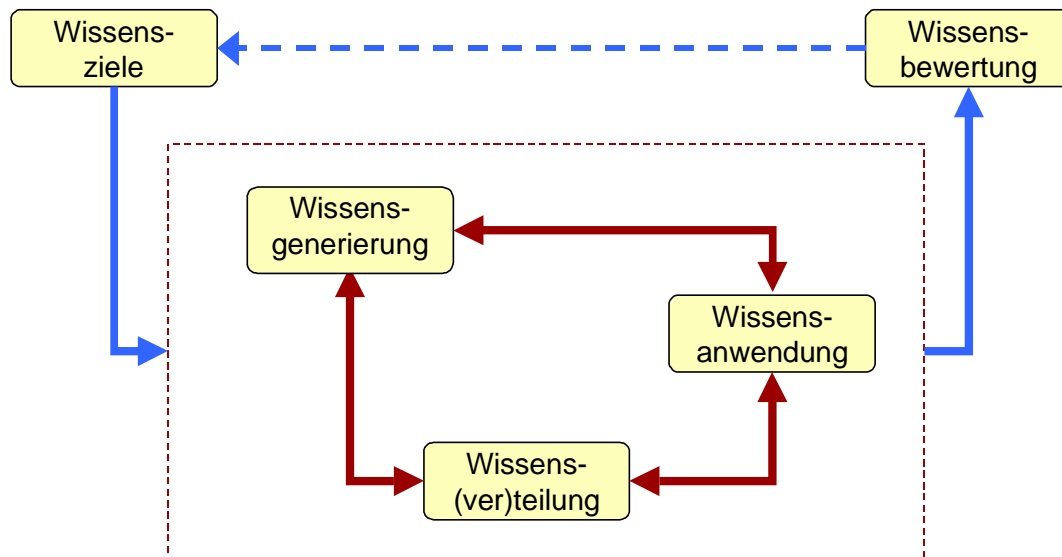 Wissens-
ziele
Wissens-
bewertung
Wissens-
generierung
Wissens-
anwendung
Wissens-
(ver)teilung